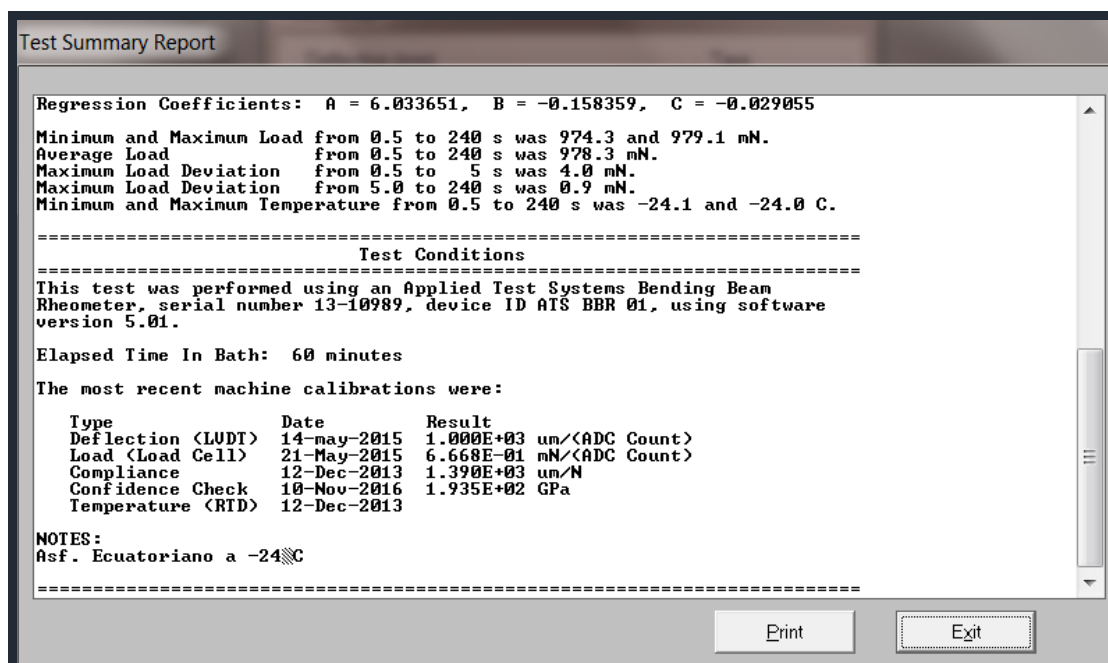 Test Summary Report
Regression Coefficients: A = 6.033651, B = -0.158359, C = -0.029055
Minimum and Maximum Load from 0.5 to 240 s was 974.3 and 979.1 mN.
Average Load from 0.5 to 240 s was 978.3 mN.
Maximum Load Deviation from 0.5 to 5 s was 4.0 mN.
Maximum Load Deviation from 5.0 to 240 s was 0.9 mN.
Minimum and Maximum Temperature from 0.5 to 240 s was -24.1 and -24.0 C.
===========================================================================
Test Conditions
===========================================================================
This test was performed using an Applied Test Systems Bending Beam
Rheometer, serial number 13-10989, device ID ATS BBR 01, using software
version 5.01.
Elapsed Time In Bath: 60 minutes
The most recent machine calibrations were:
Type Date Result
Deflection (LVDT) 14-may-2015 1.000E+03 um/(ADC Count)
Load (Load Cell) 21-May-2015 6.668E-01 mN/(ADC Count)
Compliance 12-Dec-2013 1.390E+03 um/N
Confidence Check 10-Nov-2016 1.935E+02 GPa
Temperature (RTD) 12-Dec-2013
NOTES:
Asf. Ecuatoriano a -24▒C
===========================================================================
Print Exit